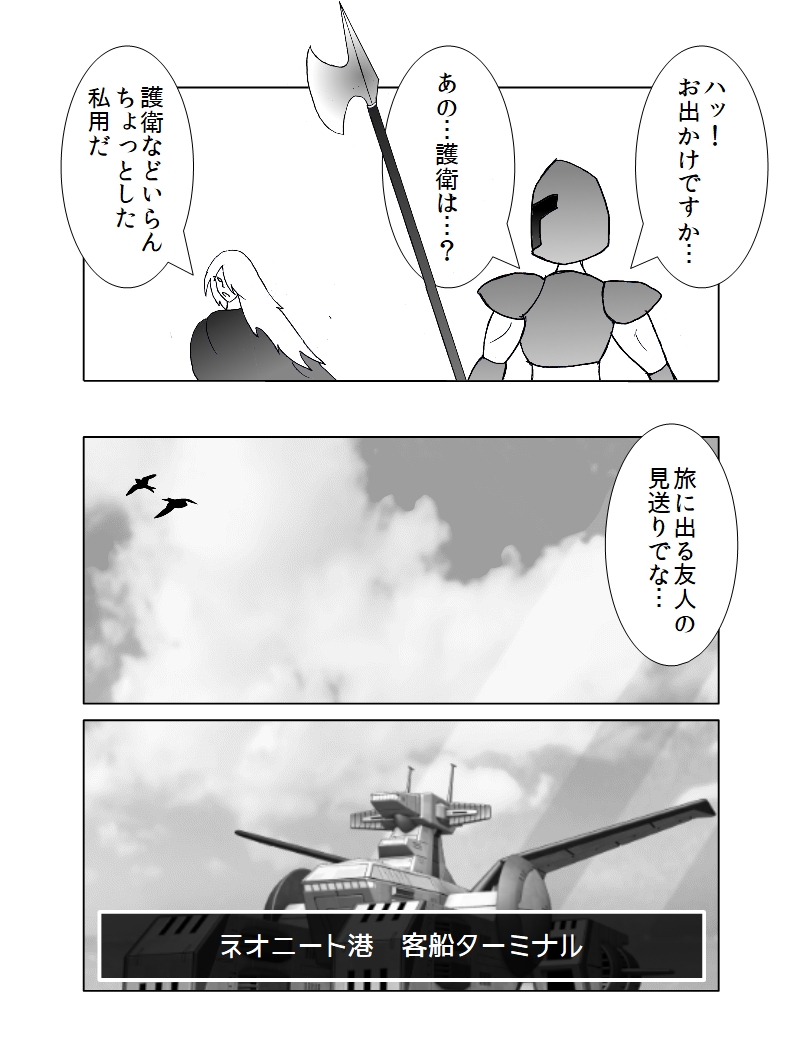 ハッ！
お出かけですか…
あの…護衛は…？
護衛などいらん
ちょっとした
私用だ
旅に出る友人の
見送りでな…
ネオニート港　客船ターミナル